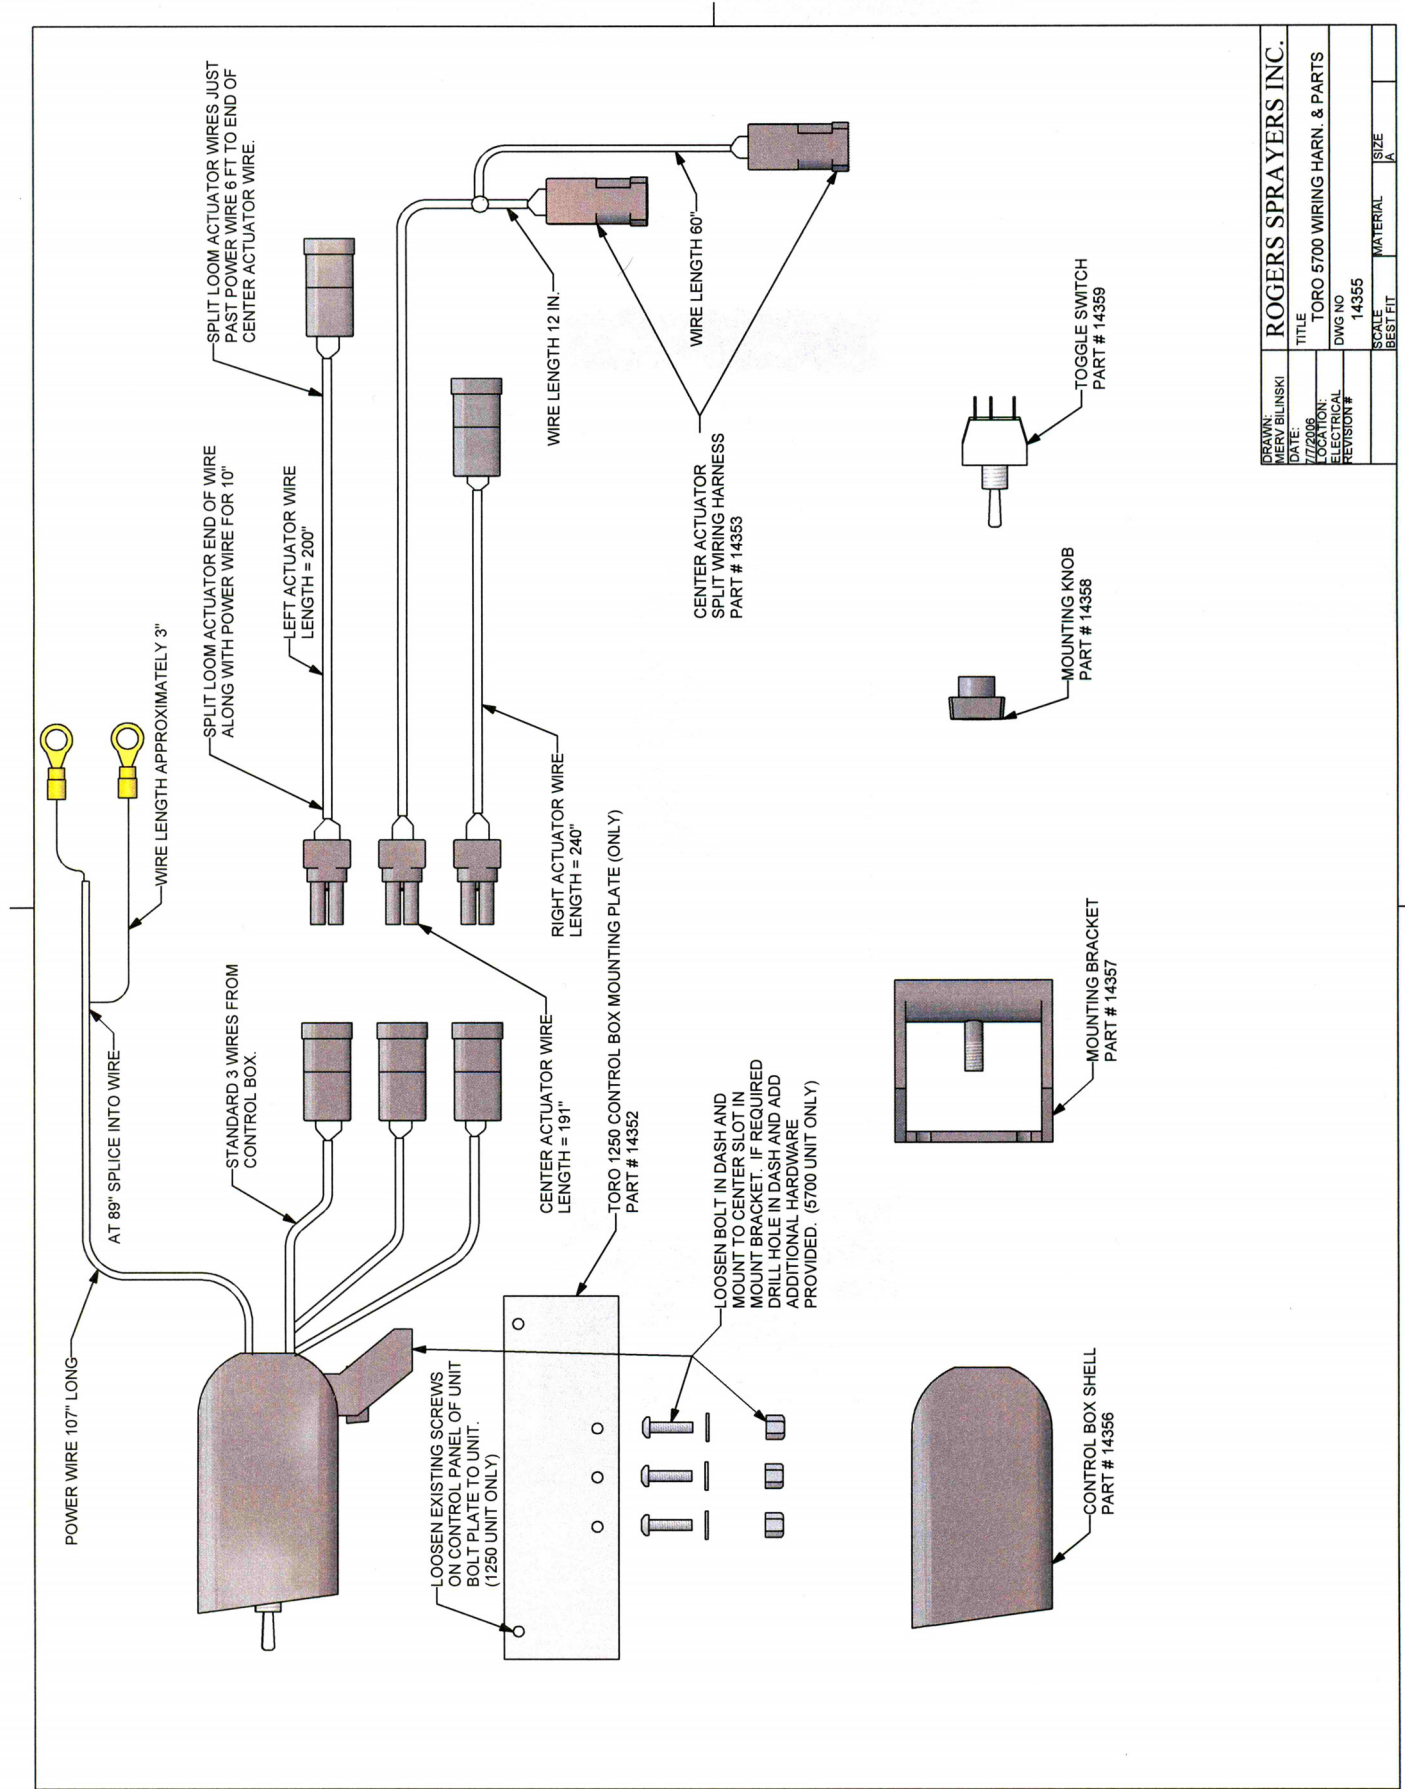 POWER WIRE 107" LONG
AT 89" SPLICE INTO WIRE
WIRE LENGTH APPROXIMATELY 3"
STANDARD 3 WIRES FROM
CONTROL BOX.
SPLIT LOOM ACTUATOR END OF WIRE
ALONG WITH POWER WIRE FOR 10"
SPLIT LOOM ACTUATOR WIRES JUST
PAST POWER WIRE 6 FT TO END OF
CENTER ACTUATOR WIRE.
LEFT ACTUATOR WIRE
LENGTH = 200"
LOOSEN EXISTING SCREWS
ON CONTROL PANEL OF UNIT
BOLT PLATE TO UNIT.
(1250 UNIT ONLY)
CENTER ACTUATOR WIRE
LENGTH = 191"
RIGHT ACTUATOR WIRE
LENGTH = 240"
WIRE LENGTH 12 IN.
TORO 1250 CONTROL BOX MOUNTING PLATE (ONLY)
PART # 14352
WIRE LENGTH 60"
CENTER ACTUATOR
SPLIT WIRING HARNESS
PART # 14353
LOOSEN BOLT IN DASH AND
MOUNT TO CENTER SLOT IN
MOUNT BRACKET. IF REQUIRED
DRILL HOLE IN DASH AND ADD
ADDITIONAL HARDWARE
PROVIDED. (5700 UNIT ONLY)
CONTROL BOX SHELL
PART # 14356
MOUNTING BRACKET
PART # 14357
MOUNTING KNOB
PART # 14358
TOGGLE SWITCH
PART # 14359
DRAWN:
MERV BILINSKI
DATE:
7/7/2006
LOCATION:
ELECTRICAL
REVISION #
ROGERS SPRAYERS INC.
TITLE
TORO 5700 WIRING HARN. & PARTS
DWG NO
14355
SCALE
BEST FIT
MATERIAL
SIZE
A